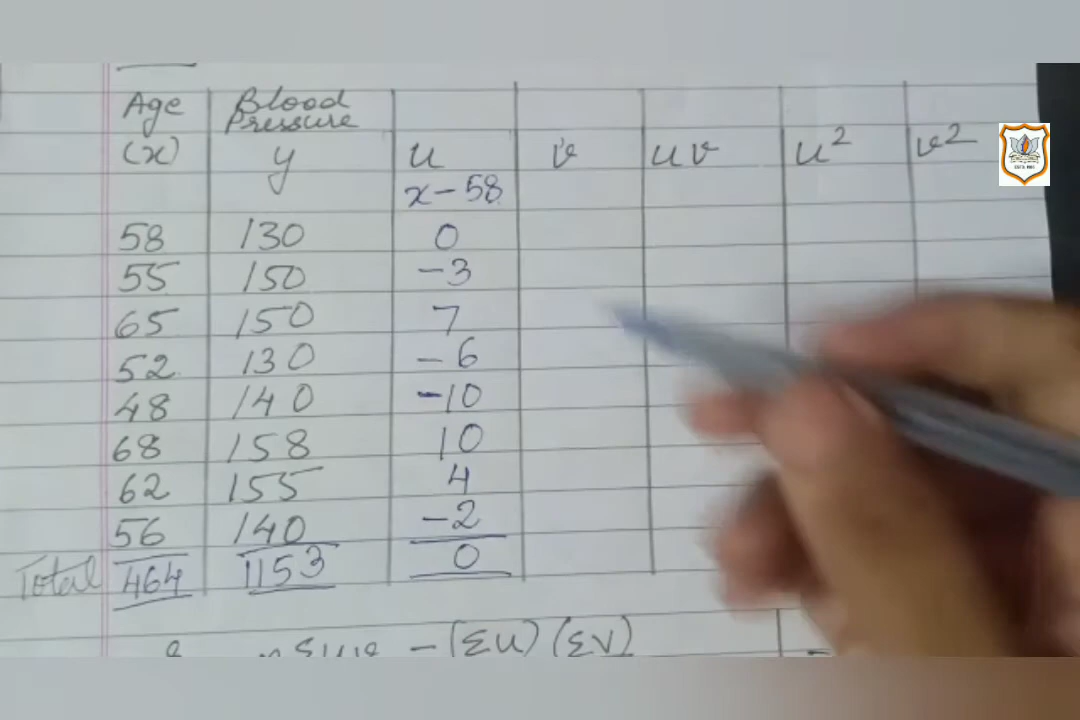 Age Blood Pressure
(x) y u v uv u² v²
x-58
58 130 0
55 150 -3
65 150 7
52 130 -6
48 140 -10
68 158 10
62 155 4
56 140 -2
Total 464 1153 0
- (ΣU) (ΣV)